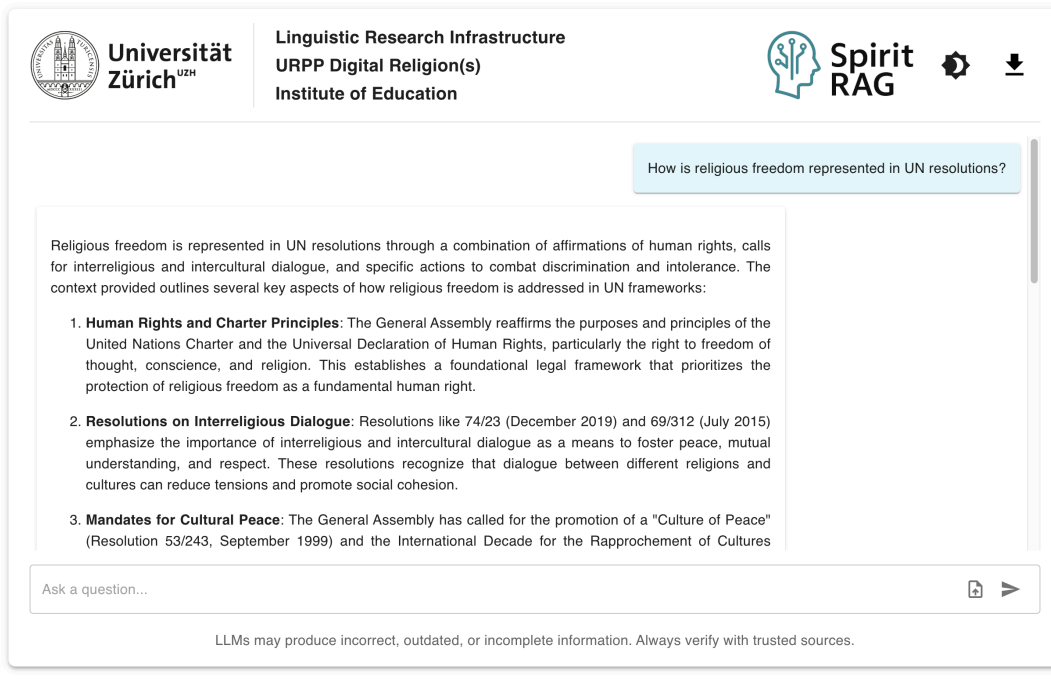 Universität
Zürich UZH
Linguistic Research Infrastructure
URPP Digital Religion(s)
Institute of Education
Spirit
RAG
How is religious freedom represented in UN resolutions?
Religious freedom is represented in UN resolutions through a combination of affirmations of human rights, calls
for interreligious and intercultural dialogue, and specific actions to combat discrimination and intolerance. The
context provided outlines several key aspects of how religious freedom is addressed in UN frameworks:
1. Human Rights and Charter Principles: The General Assembly reaffirms the purposes and principles of the
United Nations Charter and the Universal Declaration of Human Rights, particularly the right to freedom of
thought, conscience, and religion. This establishes a foundational legal framework that prioritizes the
protection of religious freedom as a fundamental human right.
2. Resolutions on Interreligious Dialogue: Resolutions like 74/23 (December 2019) and 69/312 (July 2015)
emphasize the importance of interreligious and intercultural dialogue as a means to foster peace, mutual
understanding, and respect. These resolutions recognize that dialogue between different religions and
cultures can reduce tensions and promote social cohesion.
3. Mandates for Cultural Peace: The General Assembly has called for the promotion of a "Culture of Peace"
(Resolution 53/243, September 1999) and the International Decade for the Rapprochement of Cultures
Ask a question...
LLMs may produce incorrect, outdated, or incomplete information. Always verify with trusted sources.